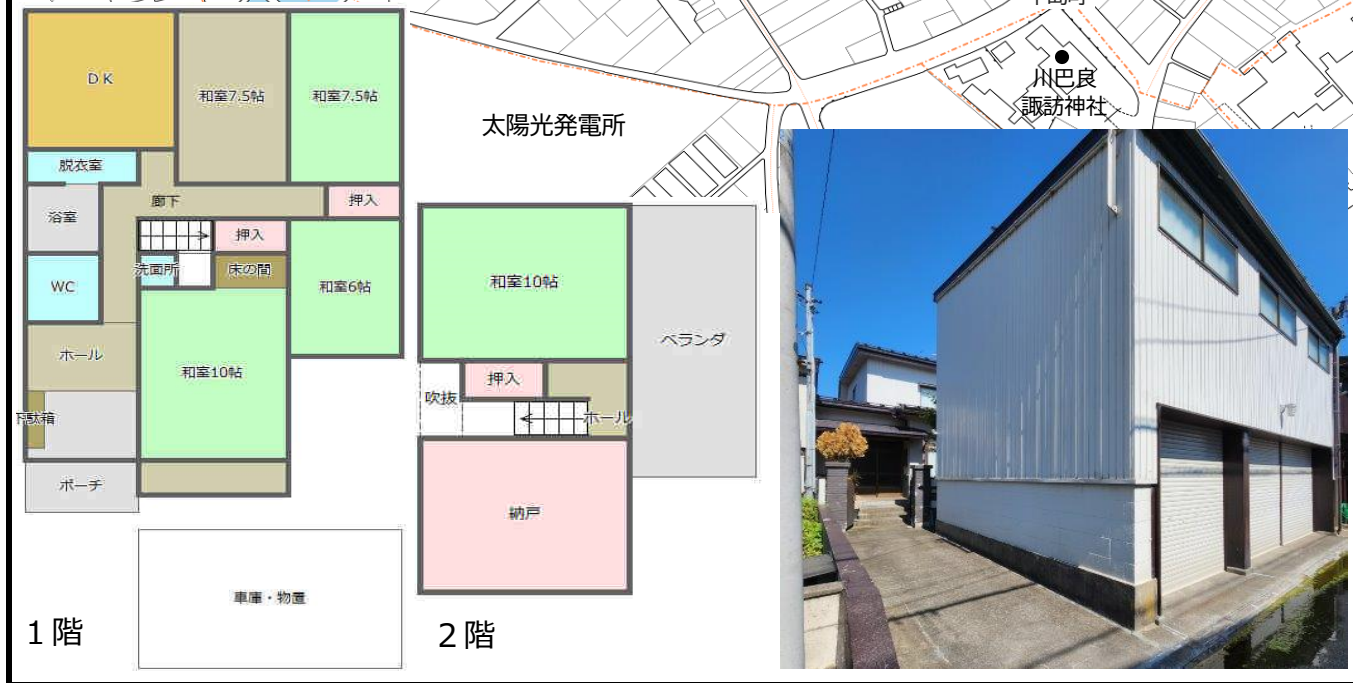 DK
和室7.5帖
和室7.5帖
脱衣室
廊下
押入
浴室
押入
洗面所
床の間
WC
和室6帖
ホール
和室10帖
下駄箱
ポーチ
車庫・物置
1階
和室10帖
ベランダ
押入
吹抜
ホール
納戸
2階
太陽光発電所
川巴良
諏訪神社